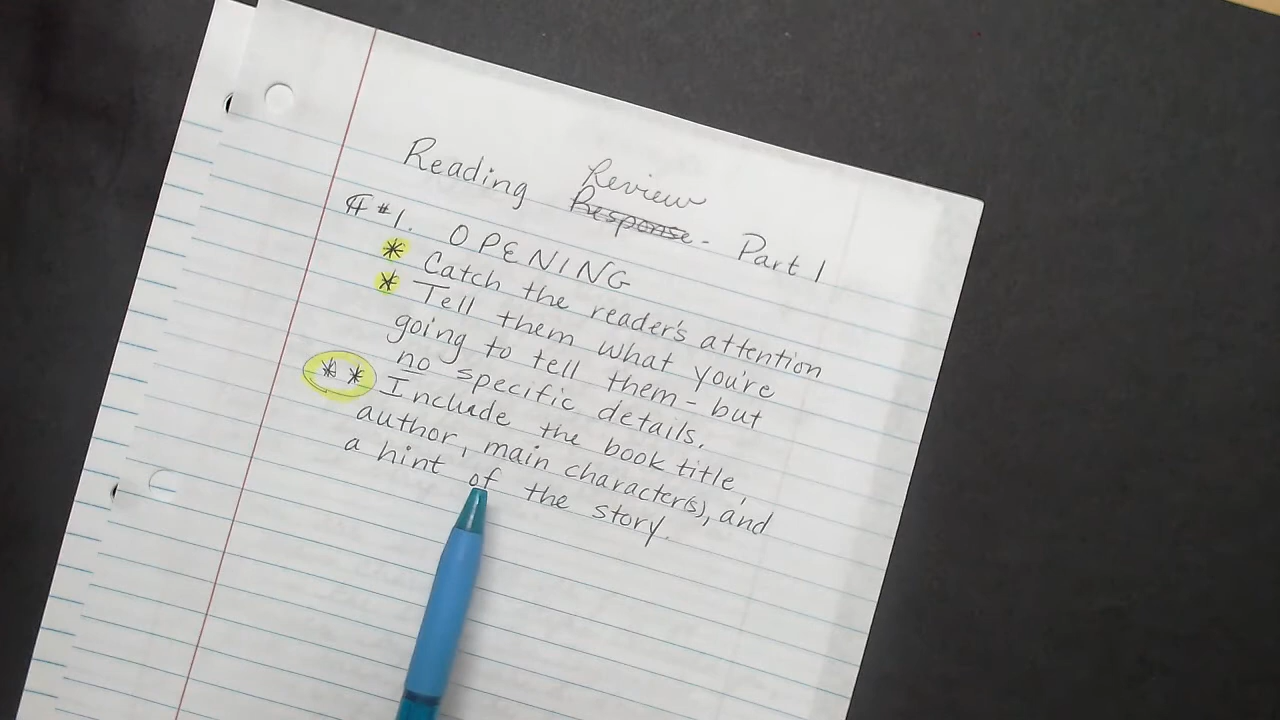 Reading Review
Response - Part 1
¶ #1. OPENING
* Catch the reader's attention
* Tell them what you're
going to tell them - but
no specific details.
** Include the book title,
author, main character(s), and
a hint of the story.